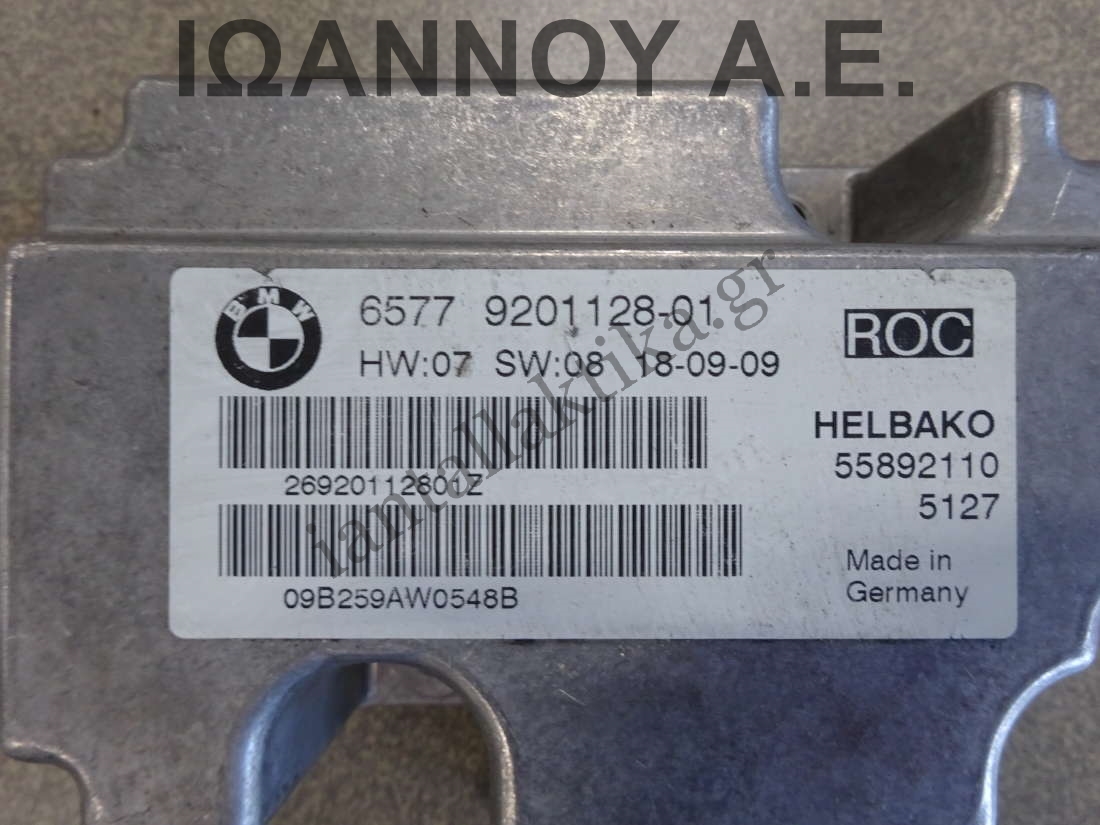 ΙΩΑΝΝΟΥ Α.Ε.
BMW
6577 9201128-01
HW:07 SW:08 18-09-09
ROC
HELBAKO
55892110
5127
26920112801Z
09B259AW0548B
Made in
Germany
iantallaktika.gr